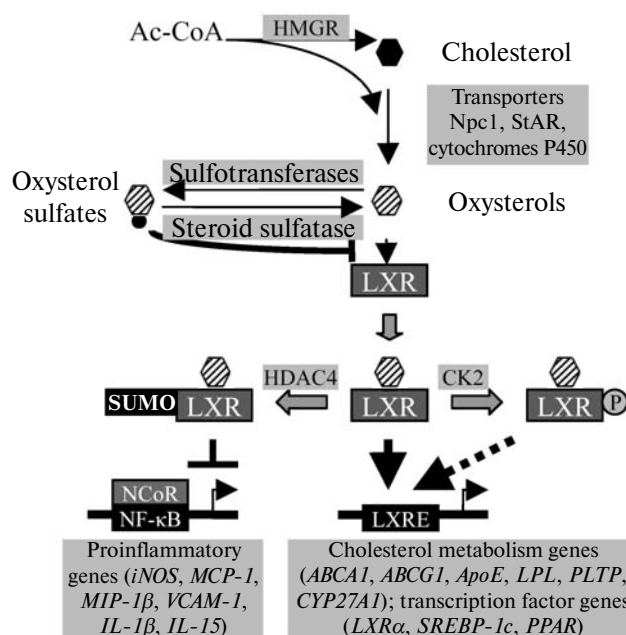 Ac-CoA
HMGR
Cholesterol
Transporters
Npc1, StAR,
cytochromes P450
Sulfotransferases
Oxysterol
sulfates
Oxysterols
Steroid sulfatase
LXR
HDAC4
CK2
SUMO LXR
LXR
LXR P
NCoR
NF-κB
LXRE
Proinflammatory
genes (iNOS, MCP-1,
MIP-1β, VCAM-1,
IL-1β, IL-15)
Cholesterol metabolism genes
(ABCA1, ABCG1, ApoE, LPL, PLTP,
CYP27A1); transcription factor genes
(LXRα, SREBP-1c, PPAR)